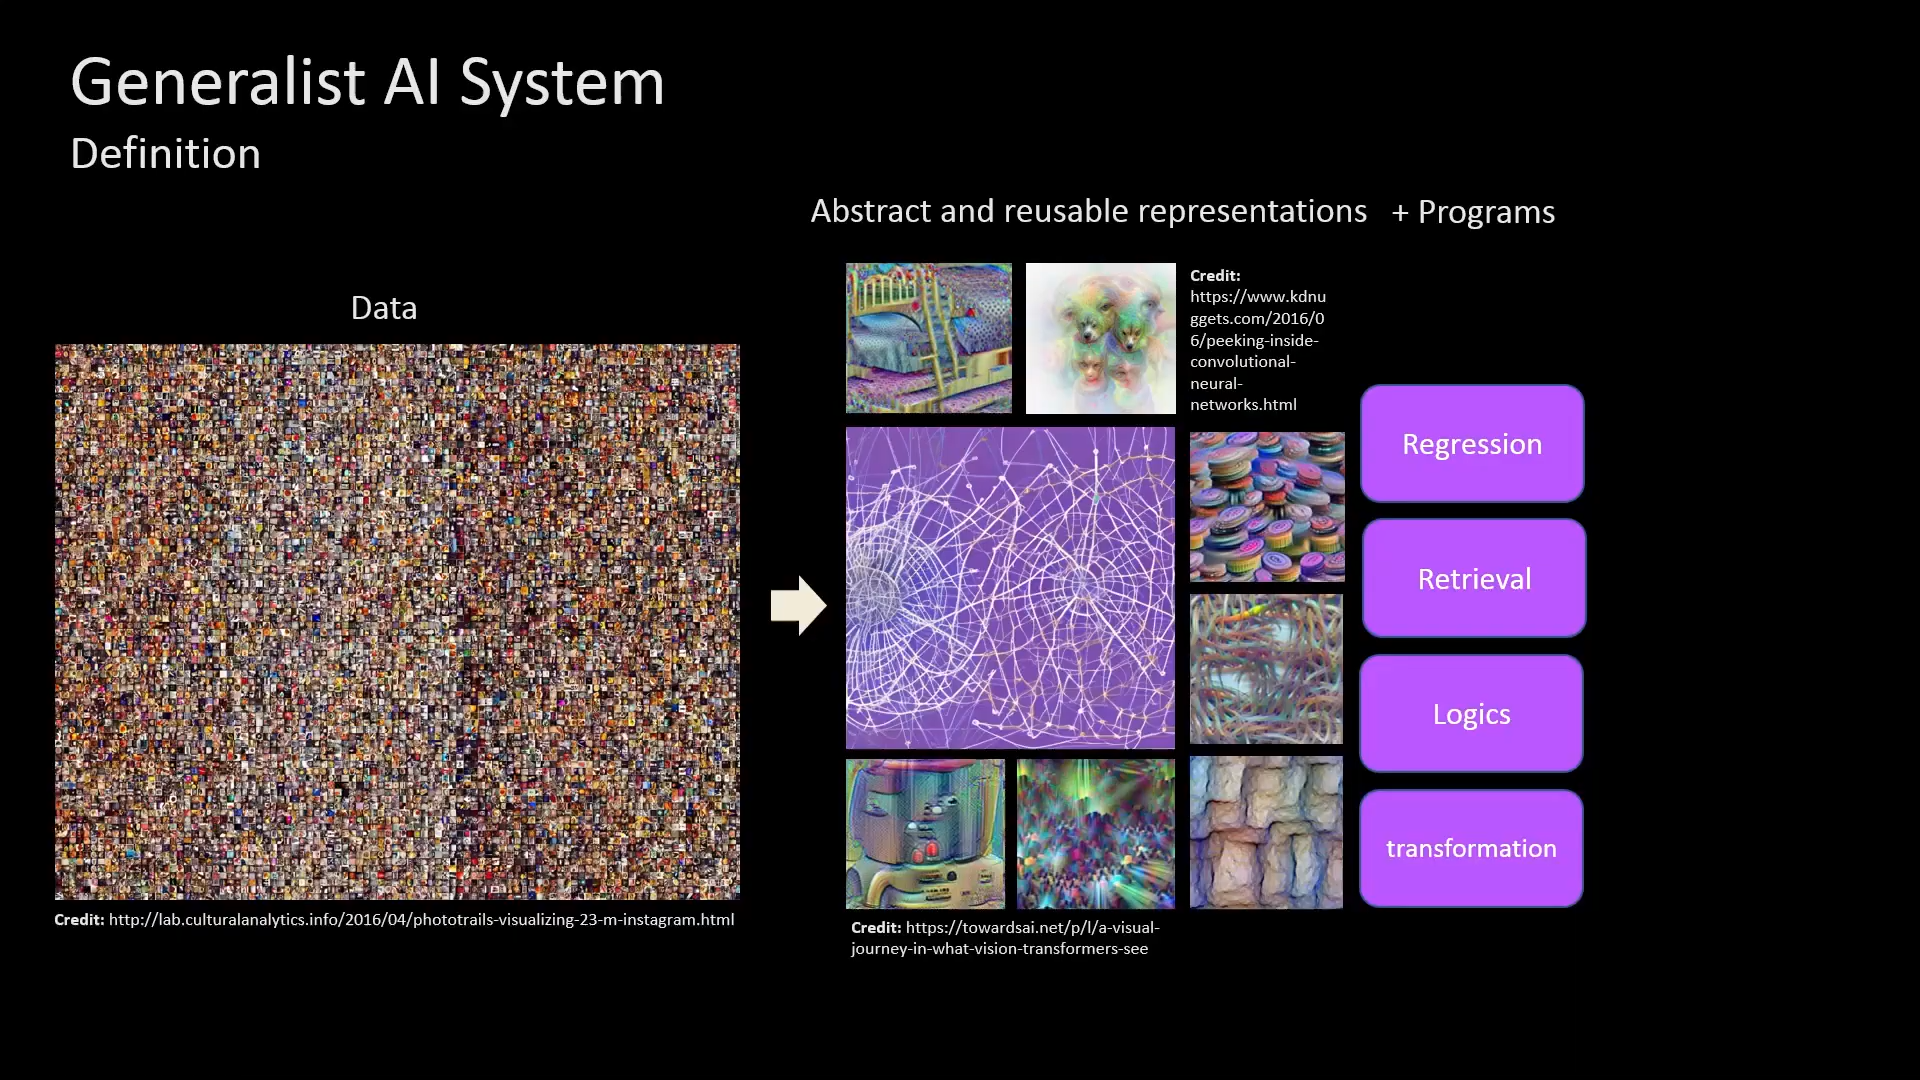 Generalist AI System
Definition
Abstract and reusable representations + Programs
Data
Credit:
https://www.kdnu
ggets.com/2016/0
6/peeking-inside-
convolutional-
neural-
networks.html
Regression
Retrieval
Logics
transformation
Credit: http://lab.culturalanalytics.info/2016/04/phototrails-visualizing-23-m-instagram.html
Credit: https://towardsai.net/p/l/a-visual-
journey-in-what-vision-transformers-see